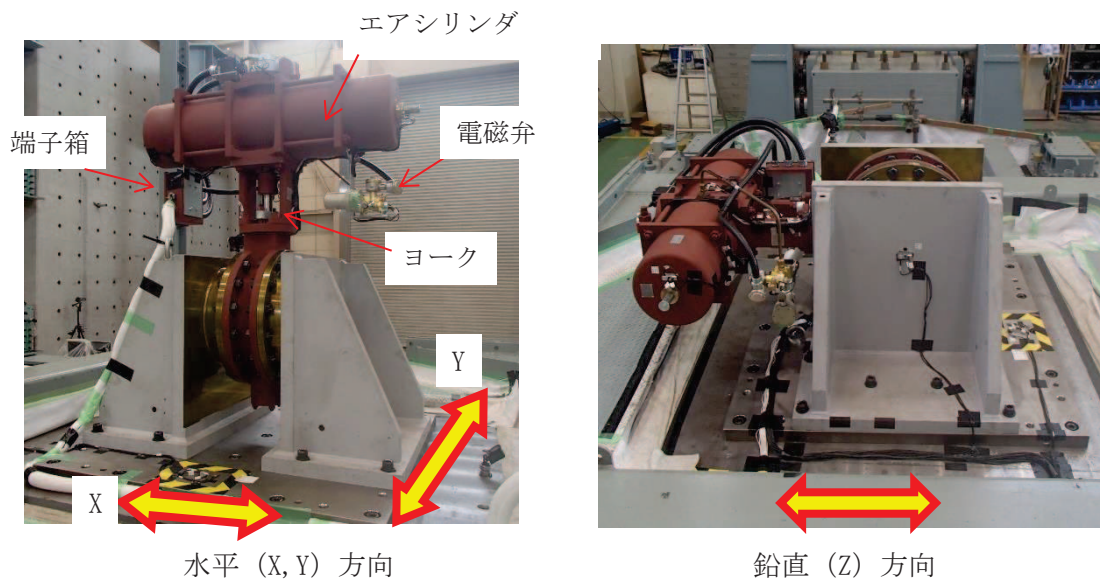 エアシリンダ
端子箱
電磁弁
ヨーク
Y
X
水平 (X,Y) 方向
鉛直 (Z) 方向